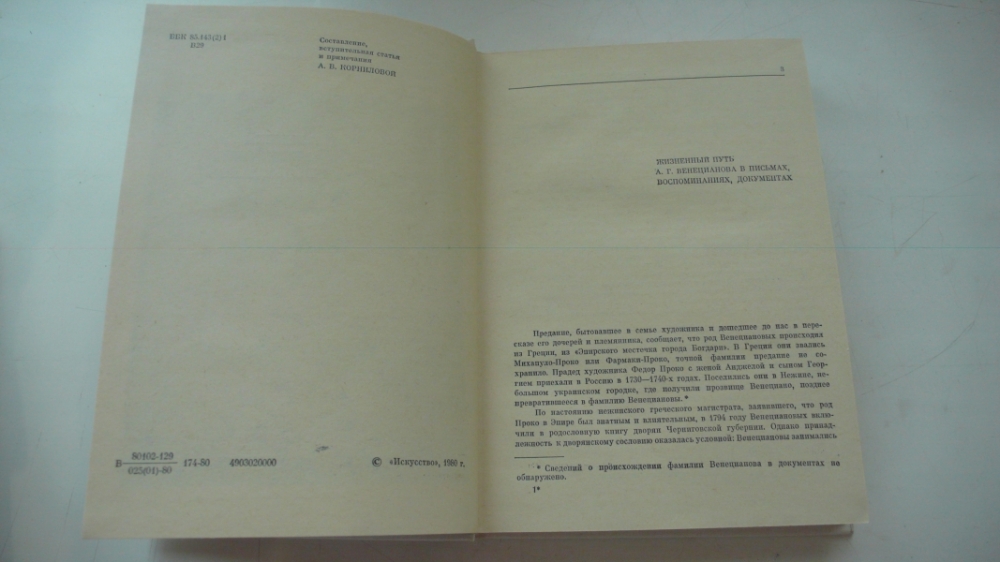 ББК 85.143(2)1
В29
Составление,
вступительная статья
и примечания
А. В. КОРНИЛОВОЙ
В 80102-129 174-80 4903020000
025(01)-80
© «Искусство», 1980 г.
3
ЖИЗНЕННЫЙ ПУТЬ
А. Г. ВЕНЕЦИАНОВА В ПИСЬМАХ,
ВОСПОМИНАНИЯХ, ДОКУМЕНТАХ
Предание, бытовавшее в семье художника и дошедшее до нас в пере-
сказе его дочерей и племянника, сообщает, что род Венециановых происходил
из Греции, из «Эпирского местечка города Богдари». В Греции они звались
Михапуло-Проко или Фармаки-Проко, точной фамилии предание не со-
хранило. Прадед художника Федор Проко с женой Анджелой и сыном Геор-
гием приехали в Россию в 1730—1740-х годах. Поселились они в Нежине, не-
большом украинском городке, где получили прозвище Венециано, позднее
превратившееся в фамилию Венециановы.*
По настоянию нежинского греческого магистрата, заявившего, что род
Проко в Эпире был знатным и влиятельным, в 1794 году Венециановых вклю-
чили в родословную книгу дворян Черниговской губернии. Однако принад-
лежность к дворянскому сословию оказалась условной: Венециановы занимались
* Сведений о происхождении фамилии Венецианова в документах не
обнаружено.
1*